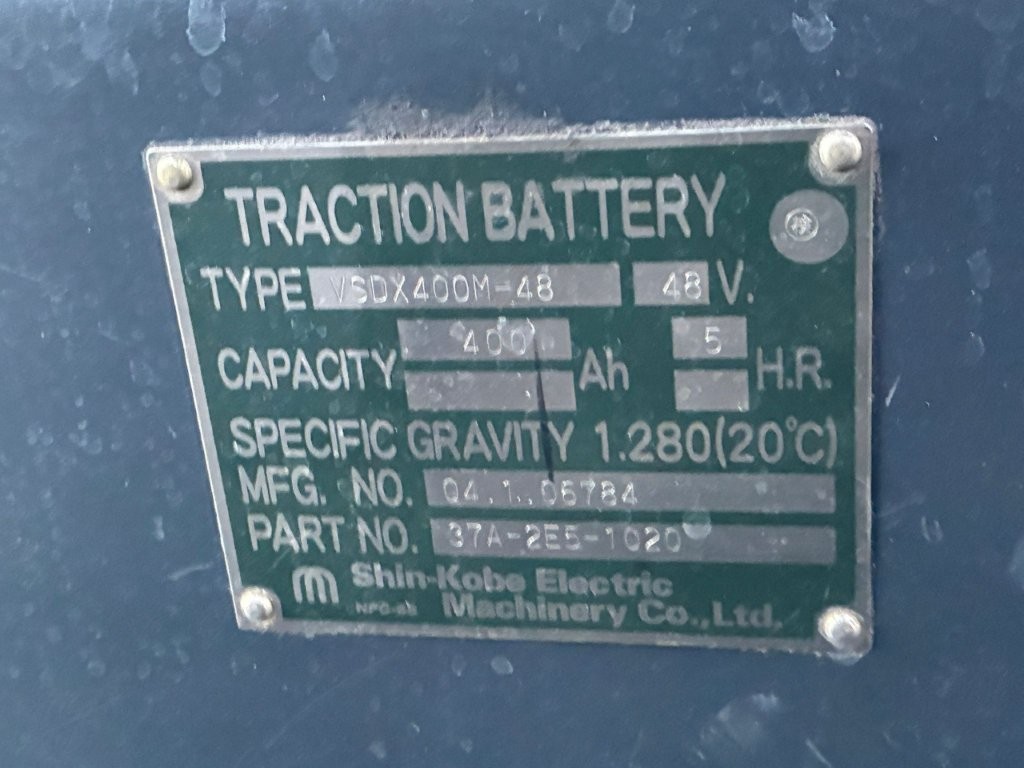 TRACTION BATTERY
TYPE VSDX400M-48 48 V.
CAPACITY 400 Ah 5 H.R.
SPECIFIC GRAVITY 1.280(20°C)
MFG. NO. 04.1.06784
PART NO. 37A-2E5-1020
Shin-Kobe Electric
Machinery Co.,Ltd.